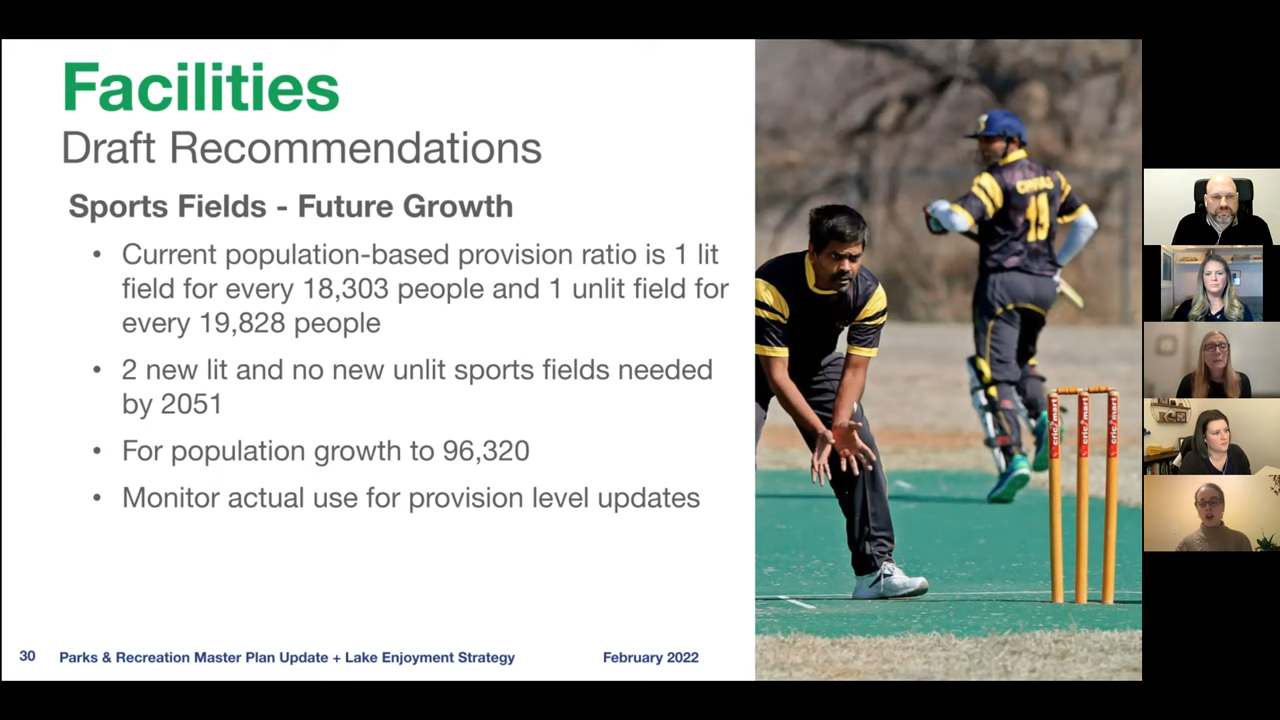 Facilities
Draft Recommendations
Sports Fields - Future Growth
• Current population-based provision ratio is 1 lit
field for every 18,303 people and 1 unlit field for
every 19,828 people
• 2 new lit and no new unlit sports fields needed
by 2051
• For population growth to 96,320
• Monitor actual use for provision level updates
30 Parks & Recreation Master Plan Update + Lake Enjoyment Strategy February 2022
19
cricmart cricmart cricmart